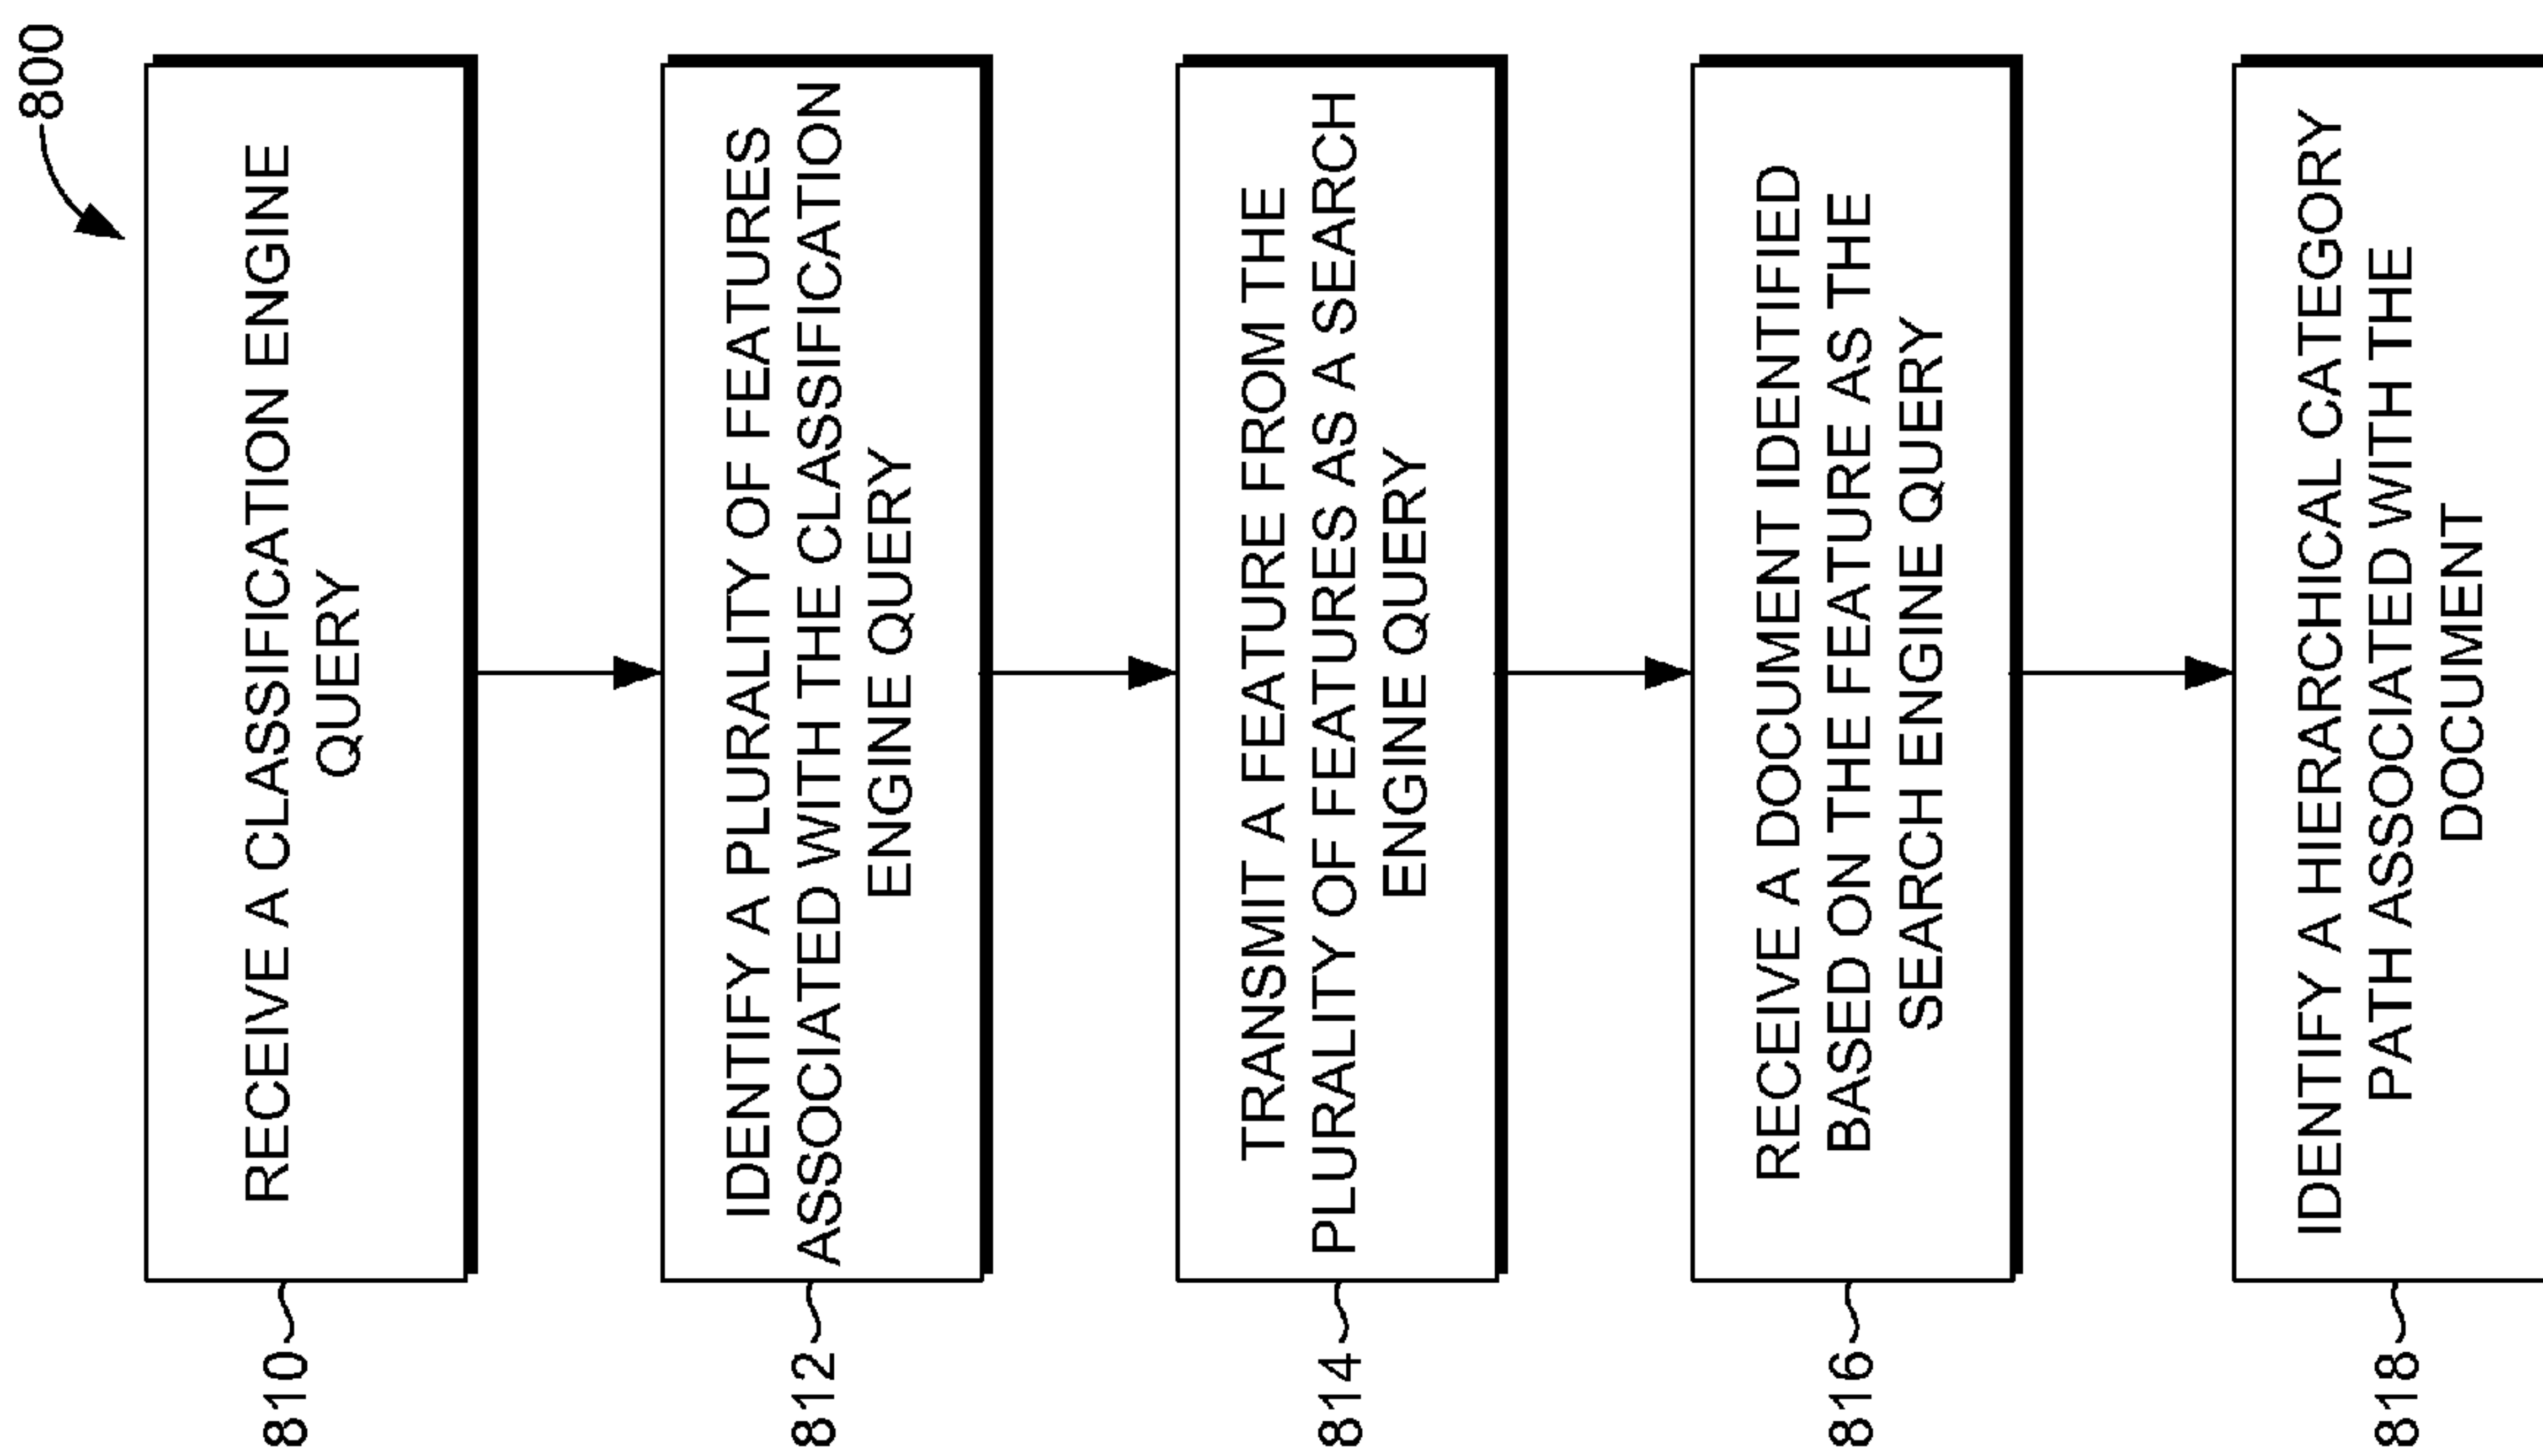 800
810
RECEIVE A CLASSIFICATION ENGINE
QUERY
812
IDENTIFY A PLURALITY OF FEATURES
ASSOCIATED WITH THE CLASSIFICATION
ENGINE QUERY
814
TRANSMIT A FEATURE FROM THE
PLURALITY OF FEATURES AS A SEARCH
ENGINE QUERY
816
RECEIVE A DOCUMENT IDENTIFIED
BASED ON THE FEATURE AS THE
SEARCH ENGINE QUERY
818
IDENTIFY A HIERARCHICAL CATEGORY
PATH ASSOCIATED WITH THE
DOCUMENT